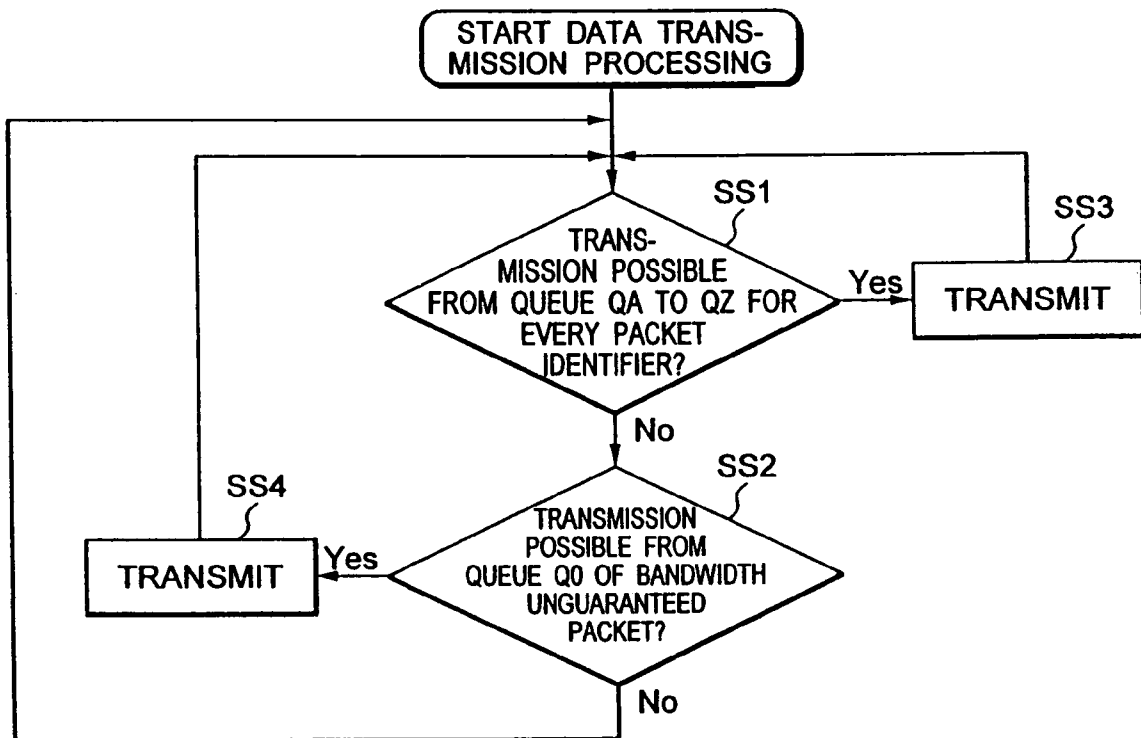 START DATA TRANS-
MISSION PROCESSING
SS1
TRANS-
MISSION POSSIBLE
FROM QUEUE QA TO QZ FOR
EVERY PACKET
IDENTIFIER?
Yes
SS3
TRANSMIT
No
SS2
TRANSMISSION
POSSIBLE FROM
QUEUE Q0 OF BANDWIDTH
UNGUARANTEED
PACKET?
Yes
SS4
TRANSMIT
No